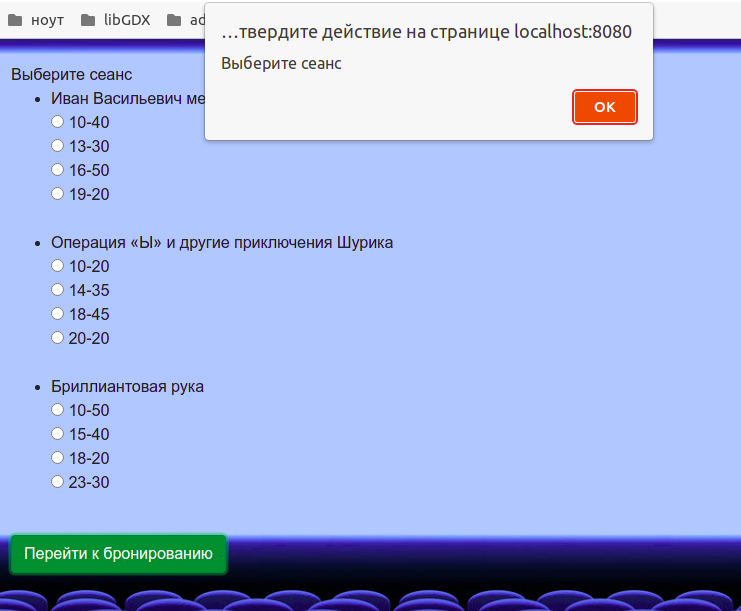 ноут libGDX ad
…твердите действие на странице localhost:8080
Выберите сеанс
OK
Выберите сеанс
Иван Васильевич ме
10-40
13-30
16-50
19-20
Операция «Ы» и другие приключения Шурика
10-20
14-35
18-45
20-20
Бриллиантовая рука
10-50
15-40
18-20
23-30
Перейти к бронированию